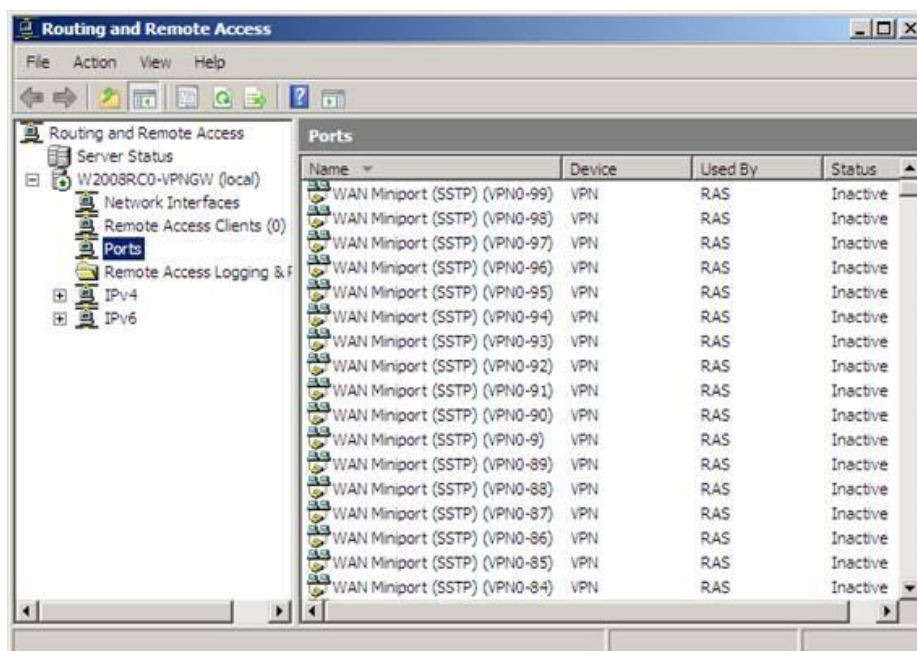 Routing and Remote Access
File Action View Help
Routing and Remote Access
Server Status
W2008RC0-VPNGW (local)
Network Interfaces
Remote Access Clients (0)
Ports
Remote Access Logging &
IPv4
IPv6
Ports
Name Device Used By Status
WAN Miniport (SSTP) (VPN0-99) VPN RAS Inactive
WAN Miniport (SSTP) (VPN0-98) VPN RAS Inactive
WAN Miniport (SSTP) (VPN0-97) VPN RAS Inactive
WAN Miniport (SSTP) (VPN0-96) VPN RAS Inactive
WAN Miniport (SSTP) (VPN0-95) VPN RAS Inactive
WAN Miniport (SSTP) (VPN0-94) VPN RAS Inactive
WAN Miniport (SSTP) (VPN0-93) VPN RAS Inactive
WAN Miniport (SSTP) (VPN0-92) VPN RAS Inactive
WAN Miniport (SSTP) (VPN0-91) VPN RAS Inactive
WAN Miniport (SSTP) (VPN0-90) VPN RAS Inactive
WAN Miniport (SSTP) (VPN0-9) VPN RAS Inactive
WAN Miniport (SSTP) (VPN0-89) VPN RAS Inactive
WAN Miniport (SSTP) (VPN0-88) VPN RAS Inactive
WAN Miniport (SSTP) (VPN0-87) VPN RAS Inactive
WAN Miniport (SSTP) (VPN0-86) VPN RAS Inactive
WAN Miniport (SSTP) (VPN0-85) VPN RAS Inactive
WAN Miniport (SSTP) (VPN0-84) VPN RAS Inactive